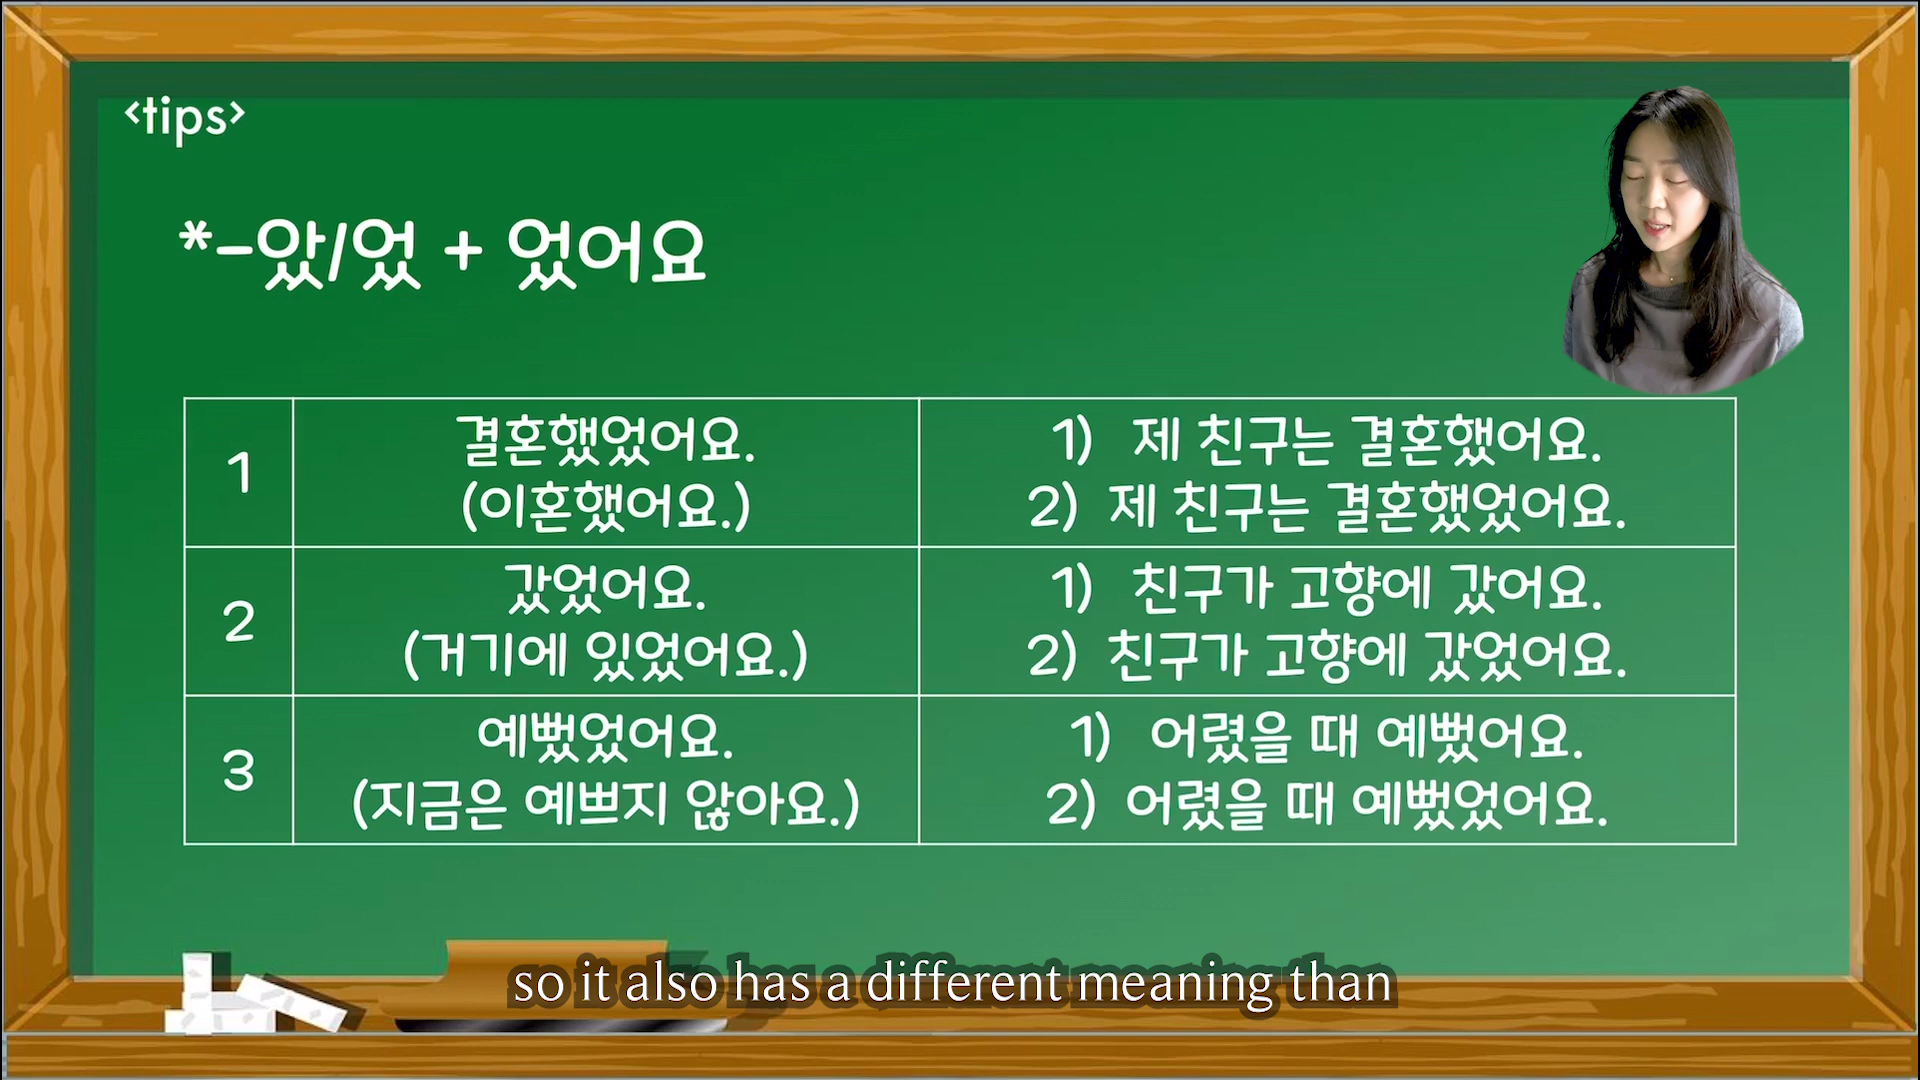 <tips>
*-았/었 + 었어요
1
결혼했었어요.
(이혼했어요.)
1) 제 친구는 결혼했어요.
2) 제 친구는 결혼했었어요.
2
갔었어요.
(거기에 있었어요.)
1) 친구가 고향에 갔어요.
2) 친구가 고향에 갔었어요.
3
예뻤었어요.
(지금은 예쁘지 않아요.)
1) 어렸을 때 예뻤어요.
2) 어렸을 때 예뻤었어요.
so it also has a different meaning than